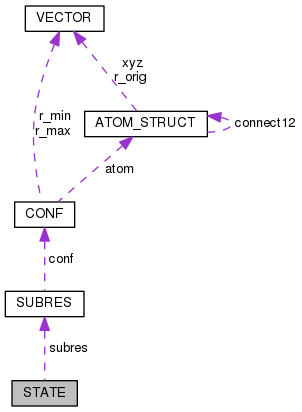 VECTOR
xyz
r_orig
r_min
r_max
ATOM_STRUCT
connect12
atom
CONF
conf
SUBRES
subres
STATE